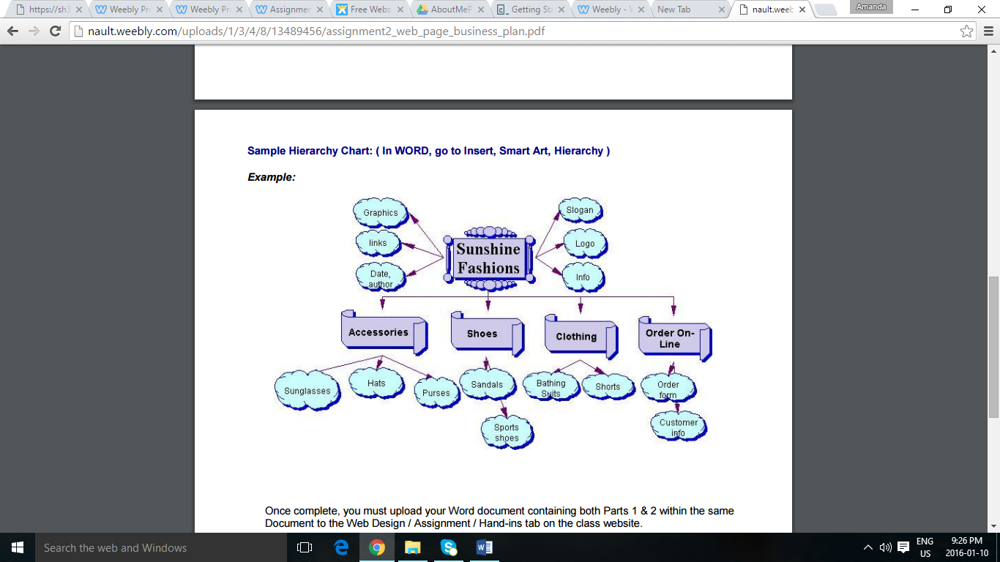 https://sh3
Weebly Pr
Weebly Pr
Assignmen
Free Webs
AboutMeP
Getting Sta
Weebly - V
New Tab
nault.weeb
Amanda
nault.weebly.com/uploads/1/3/4/8/13489456/assignment2_web_page_business_plan.pdf
Sample Hierarchy Chart: ( In WORD, go to Insert, Smart Art, Hierarchy )
Example:
Graphics
links
Date,
author
Sunshine
Fashions
Slogan
Logo
Info
Accessories
Shoes
Clothing
Order On-
Line
Sunglasses
Hats
Purses
Sandals
Sports
shoes
Bathing
Suits
Shorts
Order
form
Customer
info
Once complete, you must upload your Word document containing both Parts 1 & 2 within the same
Document to the Web Design / Assignment / Hand-ins tab on the class website.
Search the web and Windows
ENG
US
9:26 PM
2016-01-10